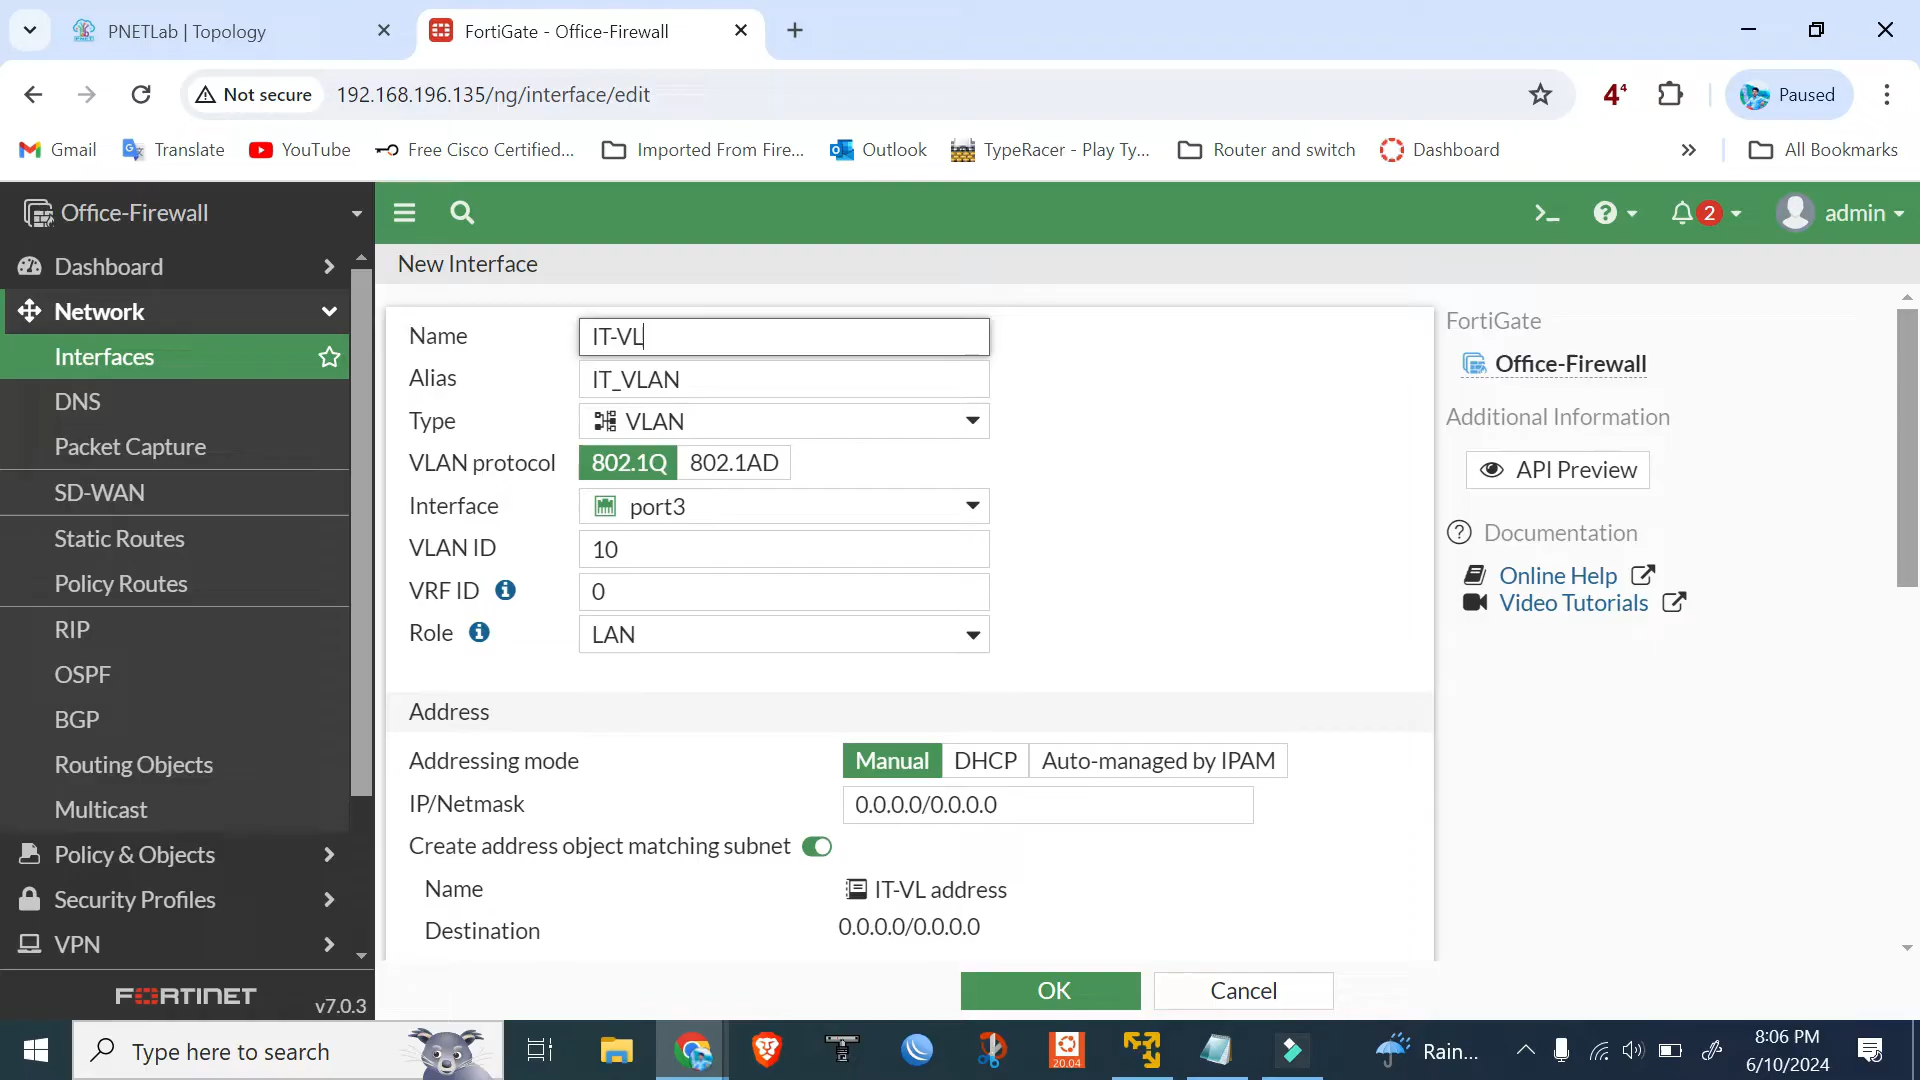 PNETLab | Topology
FortiGate - Office-Firewall
Not secure
192.168.196.135/ng/interface/edit
4⁴
Paused
Gmail
Translate
YouTube
Free Cisco Certified...
Imported From Fire...
Outlook
TypeRacer - Play Ty...
Router and switch
Dashboard
All Bookmarks
Office-Firewall
2
admin
Dashboard
Network
Interfaces
DNS
Packet Capture
SD-WAN
Static Routes
Policy Routes
RIP
OSPF
BGP
Routing Objects
Multicast
Policy & Objects
Security Profiles
VPN
FORTINET
v7.0.3
New Interface
Name
IT-VL
Alias
IT_VLAN
Type
VLAN
VLAN protocol
802.1Q
802.1AD
Interface
port3
VLAN ID
10
VRF ID
0
Role
LAN
Address
Addressing mode
Manual
DHCP
Auto-managed by IPAM
IP/Netmask
0.0.0.0/0.0.0.0
Create address object matching subnet
Name
IT-VL address
Destination
0.0.0.0/0.0.0.0
OK
Cancel
FortiGate
Office-Firewall
Additional Information
API Preview
Documentation
Online Help
Video Tutorials
Type here to search
20.04
Rain...
8:06 PM
6/10/2024